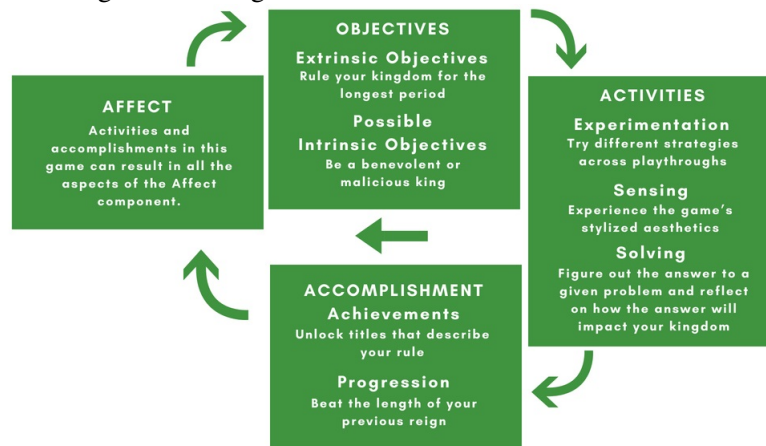 OBJECTIVES
Extrinsic Objectives
Rule your kingdom for the
longest period
Possible
Intrinsic Objectives
Be a benevolent or
malicious king
ACTIVITIES
Experimentation
Try different strategies
across playthroughs
Sensing
Experience the game's
stylized aesthetics
Solving
Figure out the answer to a
given problem and reflect
on how the answer will
impact your kingdom
ACCOMPLISHMENT
Achievements
Unlock titles that describe
your rule
Progression
Beat the length of your
previous reign
AFFECT
Activities and
accomplishments in this
game can result in all the
aspects of the Affect
component.